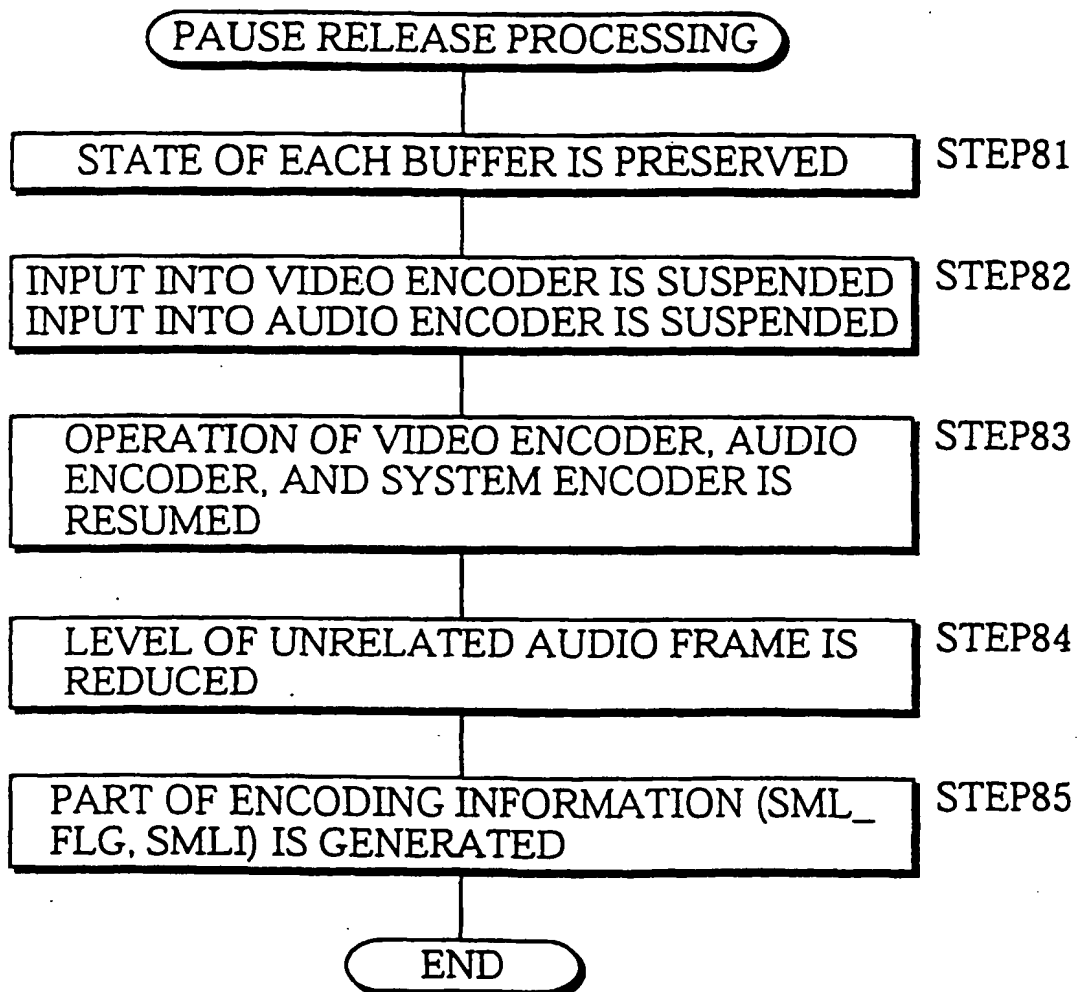 PAUSE RELEASE PROCESSING
STATE OF EACH BUFFER IS PRESERVED
STEP81
INPUT INTO VIDEO ENCODER IS SUSPENDED
INPUT INTO AUDIO ENCODER IS SUSPENDED
STEP82
OPERATION OF VIDEO ENCODER, AUDIO
ENCODER, AND SYSTEM ENCODER IS
RESUMED
STEP83
LEVEL OF UNRELATED AUDIO FRAME IS
REDUCED
STEP84
PART OF ENCODING INFORMATION (SML_
FLG, SMLI) IS GENERATED
STEP85
END